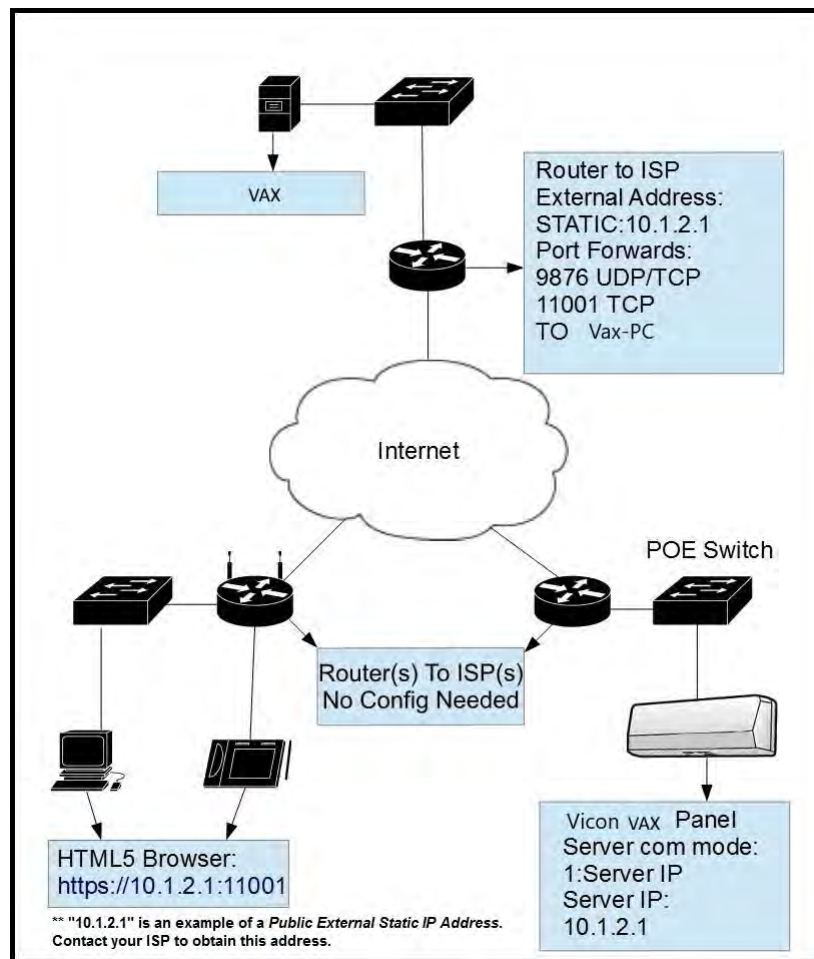 VAX
Router to ISP
External Address:
STATIC:10.1.2.1
Port Forwards:
9876 UDP/TCP
11001 TCP
TO Vax-PC
Internet
POE Switch
Router(s) To ISP(s)
No Config Needed
HTML5 Browser:
https://10.1.2.1:11001
Vicon VAX Panel
Server com mode:
1:Server IP
Server IP:
10.1.2.1
** "10.1.2.1" is an example of a Public External Static IP Address.
Contact your ISP to obtain this address.